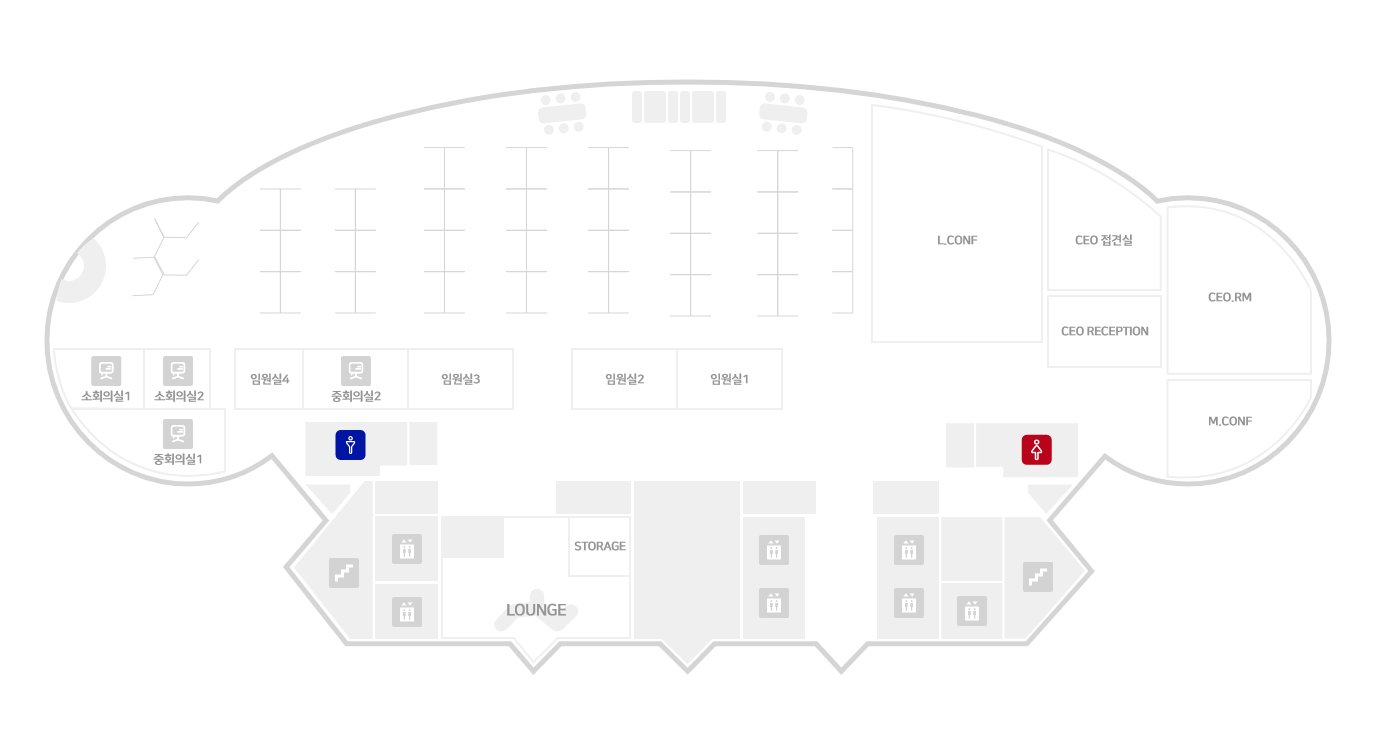 L.CONF
CEO 접견실
CEO.RM
CEO RECEPTION
소회의실1
소회의실2
임원실4
중회의실2
임원실3
임원실2
임원실1
M.CONF
중회의실1
STORAGE
LOUNGE